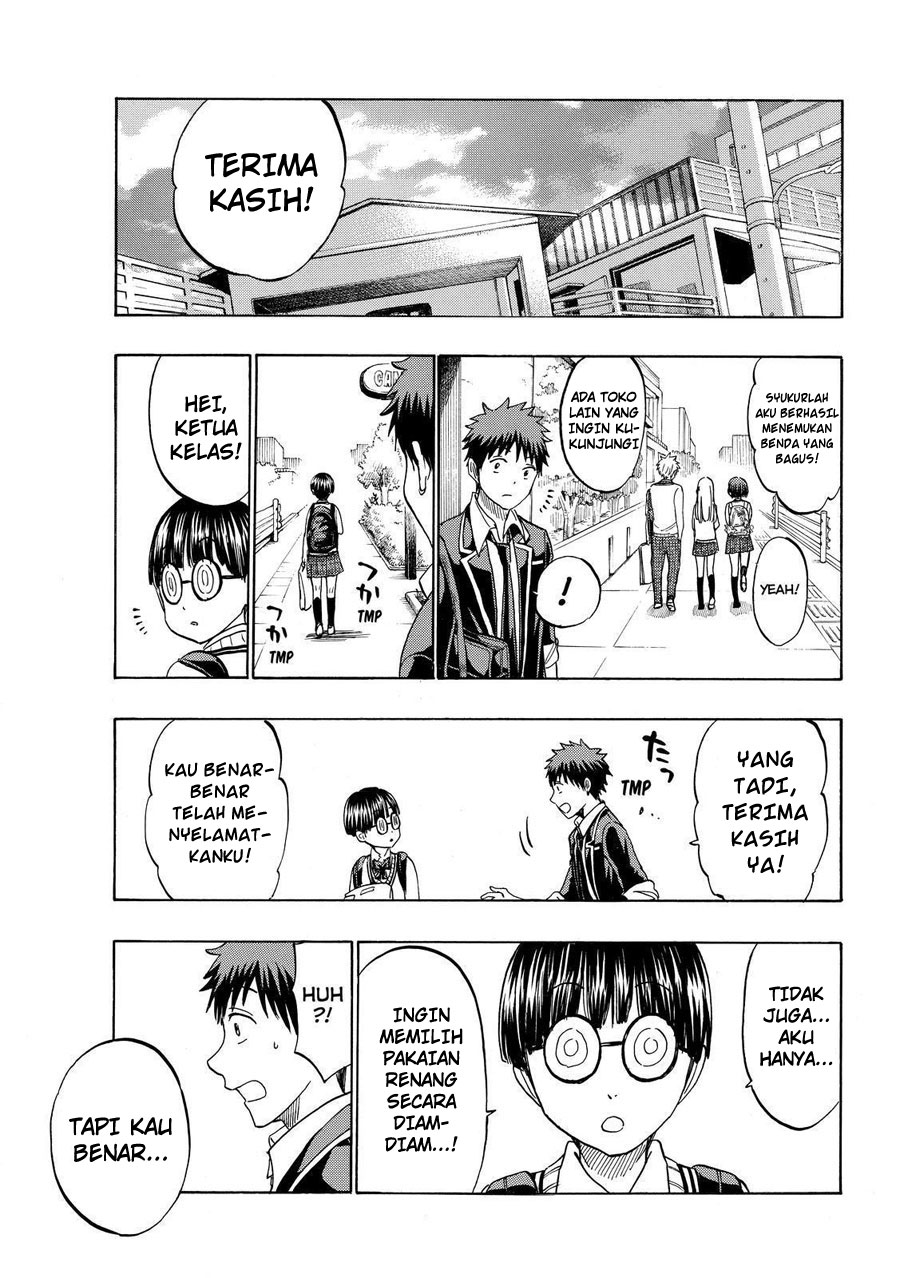 TERIMA
KASIH!
SYUKURLAH
AKU BERHASIL
MENEMUKAN
BENDA YANG
BAGUS!
YEAH!
ADA TOKO
LAIN YANG
INGIN KU-
KUNJUNGI
!
CAN
つか
TMP
つか
TMP
HEI,
KETUA
KELAS!
YANG
TADI,
TERIMA
KASIH
YA!
たっ
TMP
KAU BENAR-
BENAR
TELAH ME-
NYELAMAT-
KANKU!
TIDAK
JUGA...
AKU
HANYA...
INGIN
MEMILIH
PAKAIAN
RENANG
SECARA
DIAM-
DIAM...!
HUH
?!
TAPI KAU
BENAR...